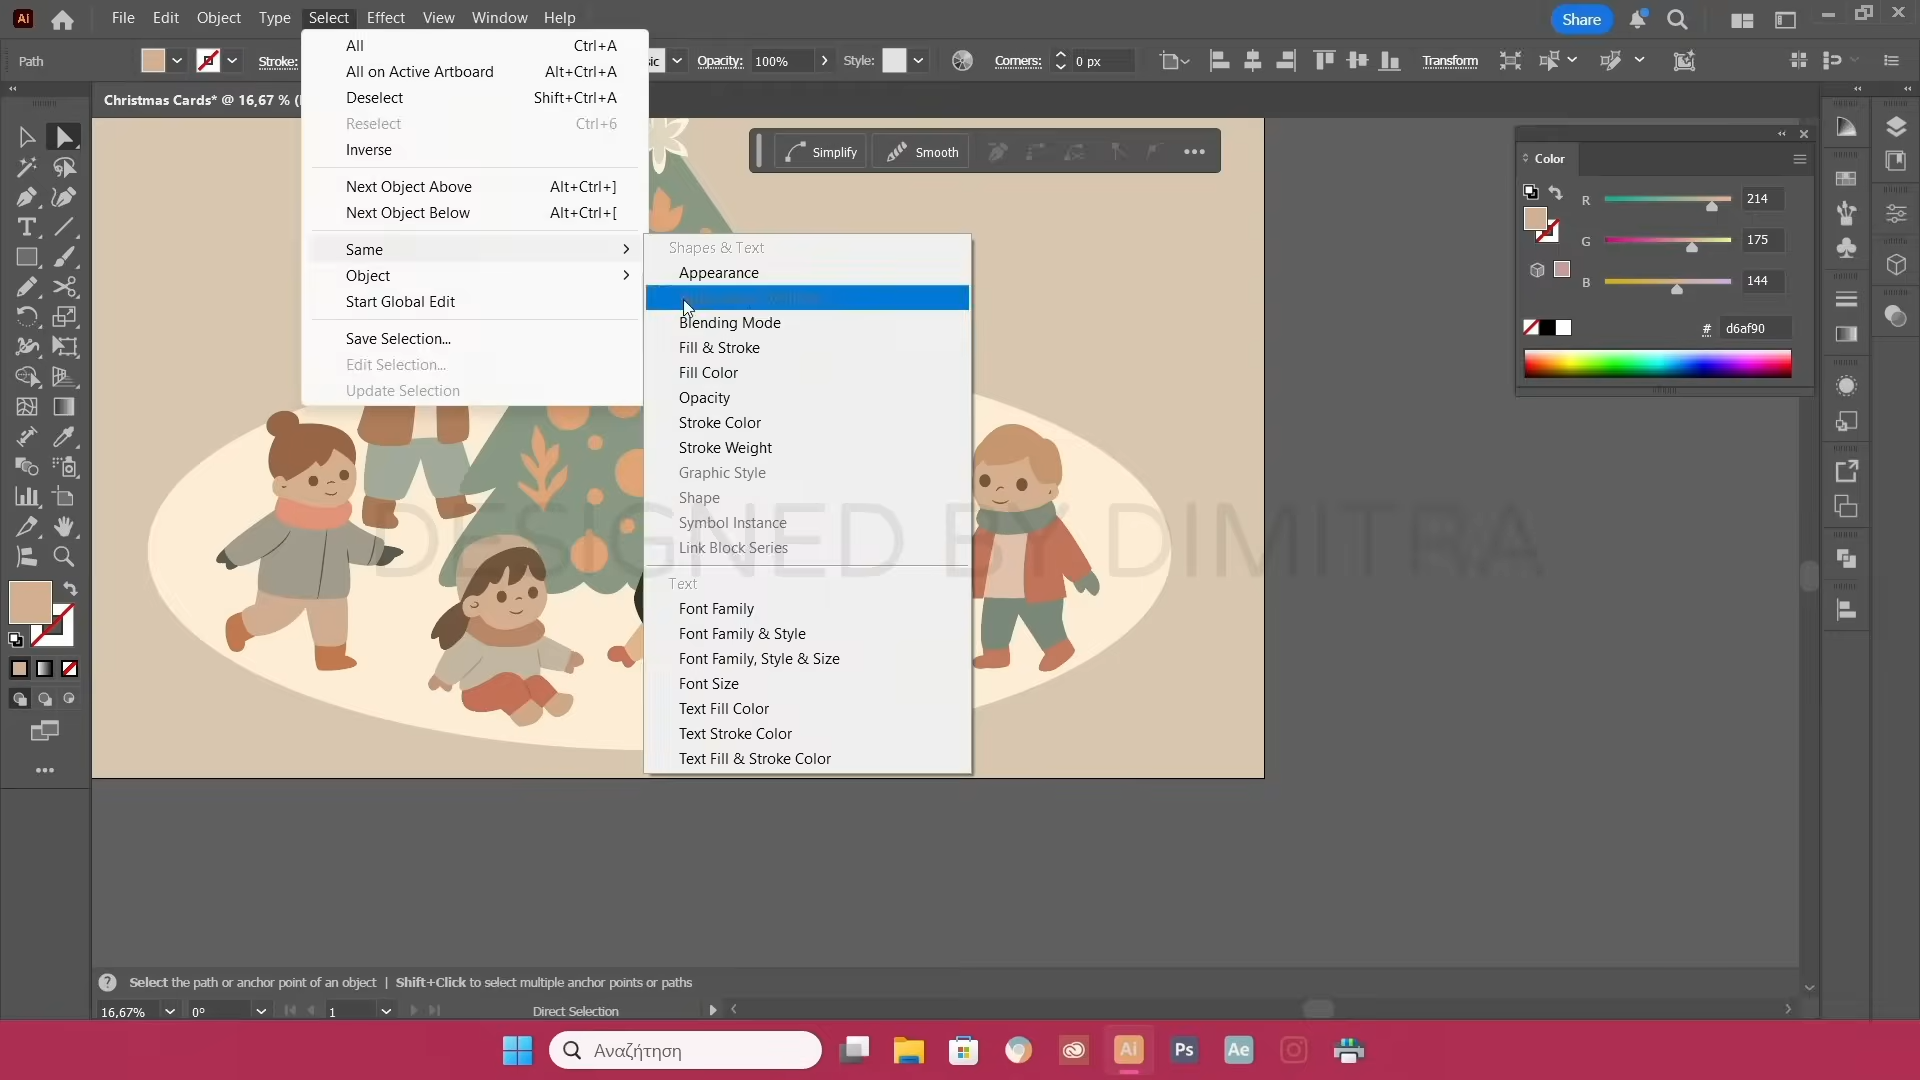 Ai File Edit Object Type Select Effect View Window Help Share
Path Stroke: sic Opacity: 100% Style: Corners: 0 px Transform
Christmas Cards* @ 16,67 % (
All Ctrl+A
All on Active Artboard Alt+Ctrl+A
Deselect Shift+Ctrl+A
Reselect Ctrl+6
Inverse
Next Object Above Alt+Ctrl+]
Next Object Below Alt+Ctrl+[
Same
Object
Start Global Edit
Save Selection...
Edit Selection...
Update Selection
Shapes & Text
Appearance
Blending Mode
Fill & Stroke
Fill Color
Opacity
Stroke Color
Stroke Weight
Graphic Style
Shape
Symbol Instance
Link Block Series
Text
Font Family
Font Family & Style
Font Family, Style & Size
Font Size
Text Fill Color
Text Stroke Color
Text Fill & Stroke Color
Simplify Smooth
Color
R 214
G 175
B 144
# d6af90
DESIGNED BY DIMITRA
Select the path or anchor point of an object | Shift+Click to select multiple anchor points or paths
16,67% 0° 1 Direct Selection
Αναζήτηση
Ai Ps Ae